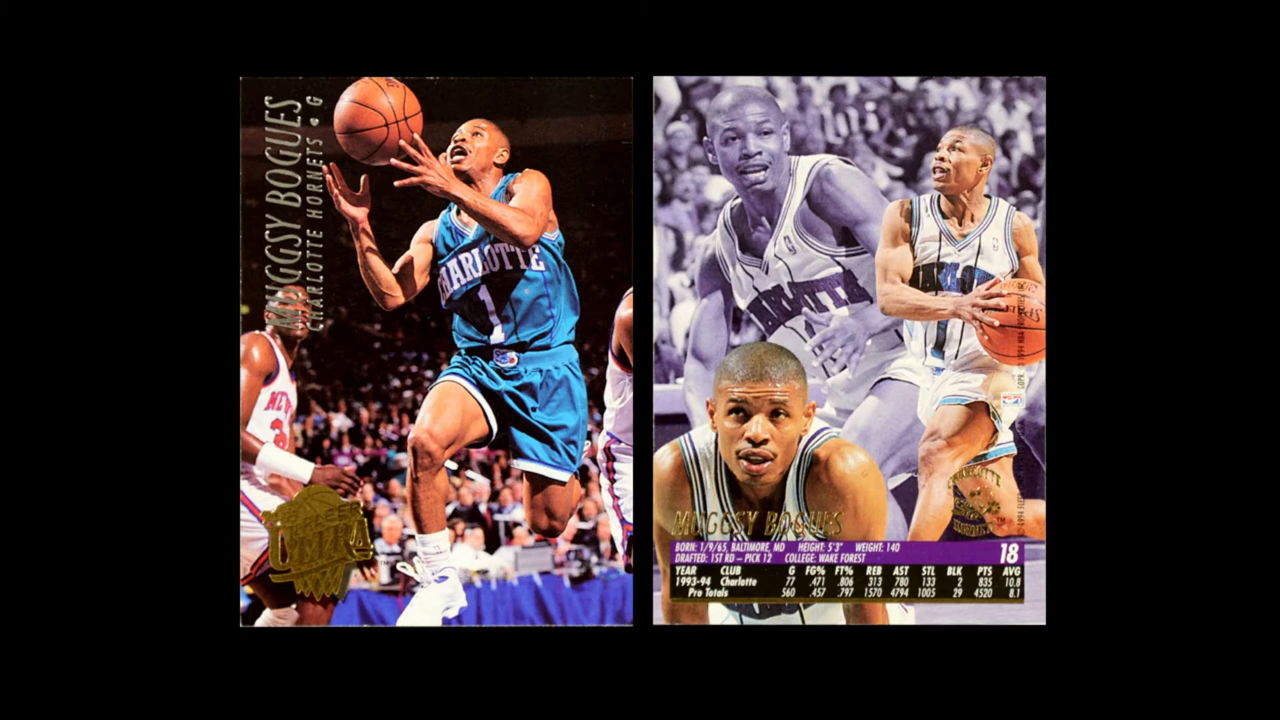 MUGGSY BOGUES
CHARLOTTE HORNETS • G
CHARLOTTE
1
NEW
3
ULTRA
CHARLOTTE
MUGGSY BOGUES
BORN: 1/9/65, BALTIMORE, MD HEIGHT: 5'3" WEIGHT: 140
DRAFTED: 1ST RD – PICK 12 COLLEGE: WAKE FOREST
18
YEAR CLUB G FG% FT% REB AST STL BLK PTS AVG
1993-94 Charlotte 77 .471 .806 313 780 133 2 835 10.8
Pro Totals 560 .457 .797 1570 4794 1005 29 4520 8.1
CHARLOTTE